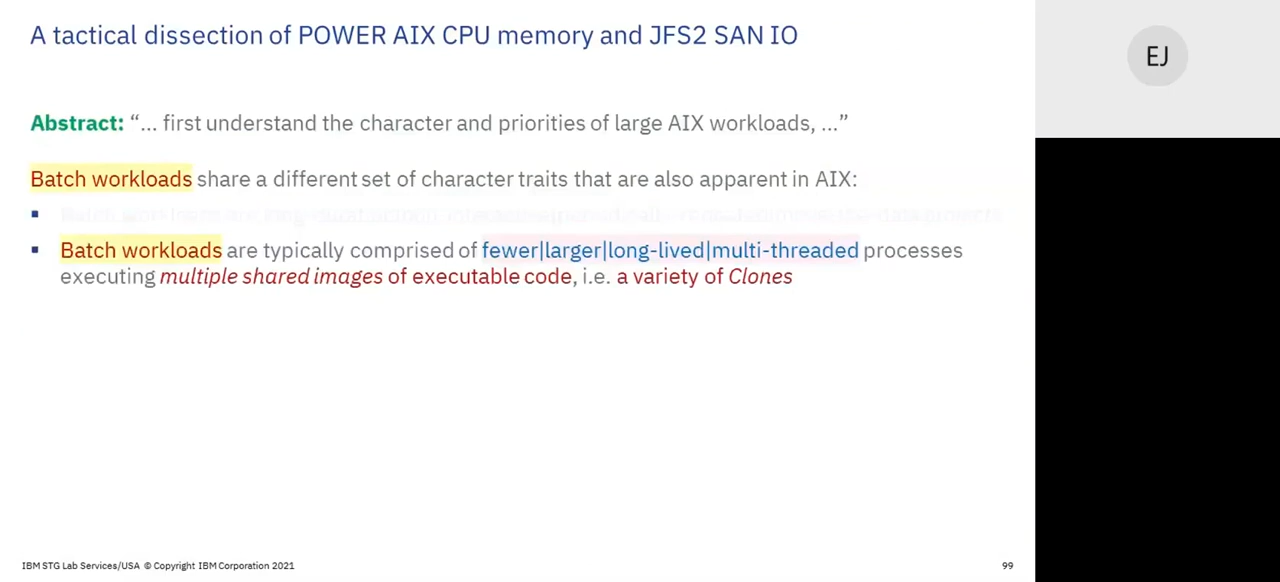 A tactical dissection of POWER AIX CPU memory and JFS2 SAN IO
EJ
Abstract: “... first understand the character and priorities of large AIX workloads, ...”
Batch workloads share a different set of character traits that are also apparent in AIX:
▪ Batch workloads are
▪ Batch workloads are typically comprised of fewer|larger|long-lived|multi-threaded processes
executing multiple shared images of executable code, i.e. a variety of Clones
IBM STG Lab Services/USA © Copyright IBM Corporation 2021
99